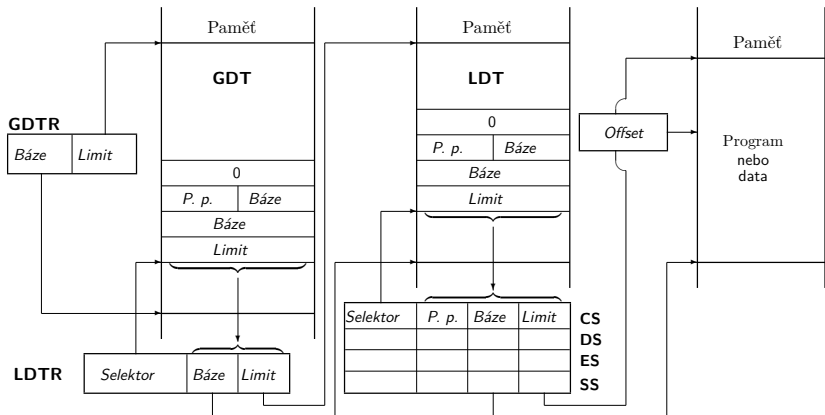 Paměť
GDT
GDTR
Báze Limit
0
P. p. Báze
Báze
Limit
LDTR
Selektor Báze Limit
Paměť
LDT
0
P. p. Báze
Báze
Limit
Selektor P. p. Báze Limit
CS
DS
ES
SS
Offset
Paměť
Program
nebo
data